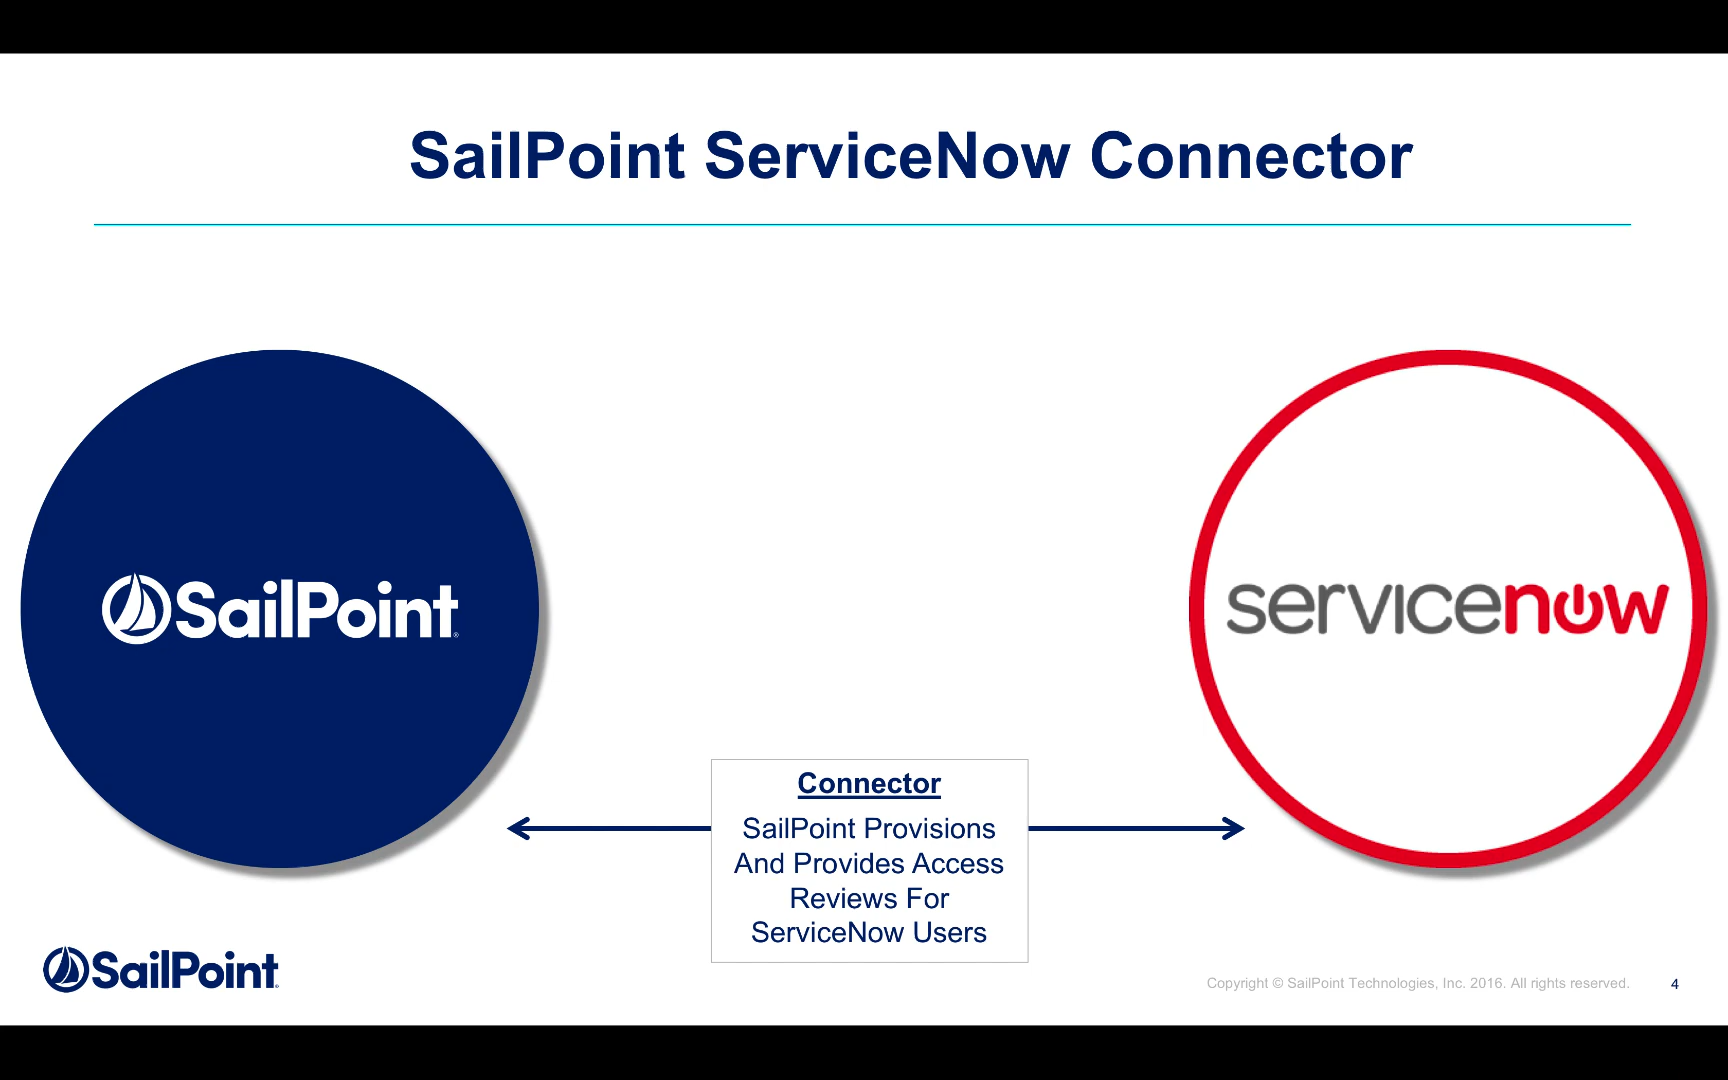 SailPoint ServiceNow Connector
SailPoint®
servicenow
Connector
SailPoint Provisions
And Provides Access
Reviews For
ServiceNow Users
SailPoint
Copyright © SailPoint Technologies, Inc. 2016. All rights reserved.
4